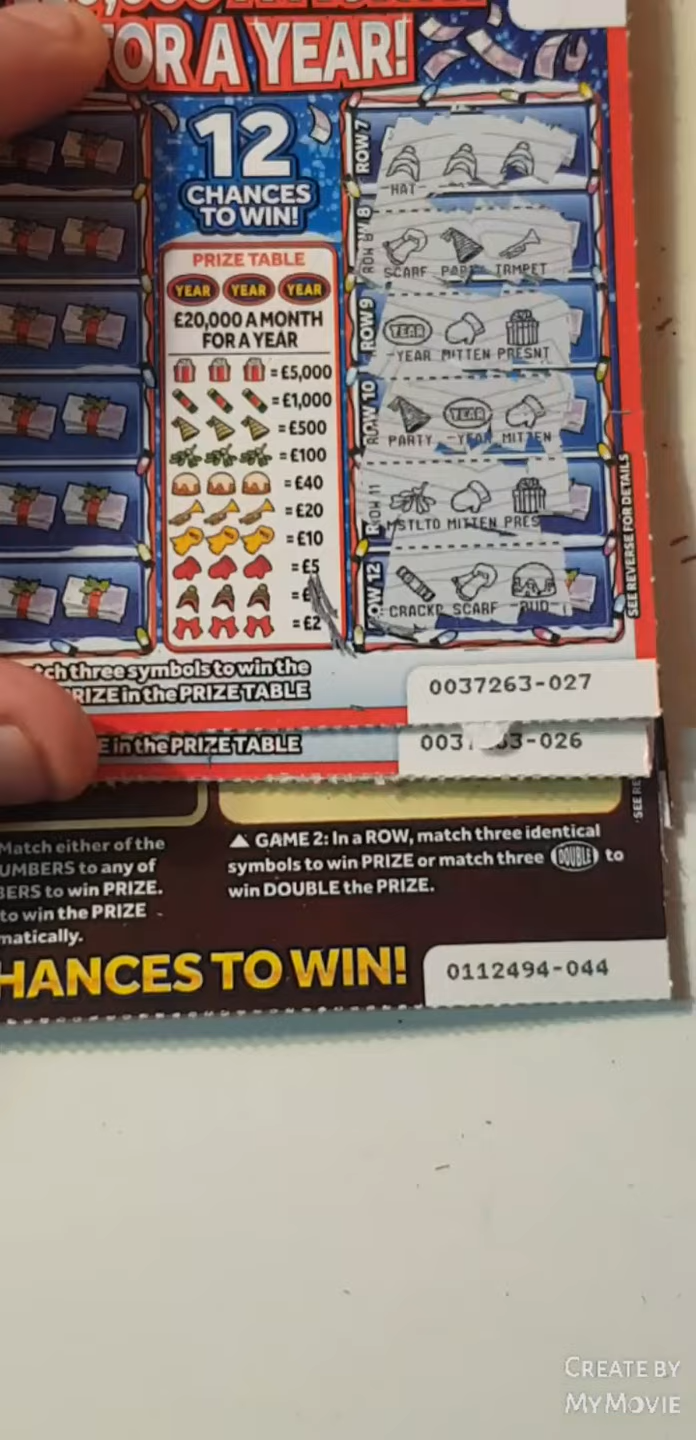 FOR A YEAR!
12
CHANCES
TO WIN!
PRIZE TABLE
YEAR YEAR YEAR
£20,000 A MONTH
FOR A YEAR
= £5,000
= £1,000
= £500
= £100
= £40
= £20
= £10
= £5
= £
= £2
ROW 7
HAT
ROW 8
SCARF TRMPET
ROW 9
YEAR
YEAR MITTEN PRESNT
ROW 10
YEAR
PARTY YEAR MITTEN
ROW 11
MSTLTO MITTEN PRES
ROW 12
CRACKR SCARF PUD
SEE REVERSE FOR DETAILS
three symbols to win the
in the PRIZE TABLE
0037263-027
in the PRIZE TABLE
-026
Match either of the
to any of
to win PRIZE.
to win the PRIZE
▲ GAME 2: In a ROW, match three identical
symbols to win PRIZE or match three DOUBLE to
win DOUBLE the PRIZE.
HANCES TO WIN!
0112494-044
CREATE BY
MYMOVIE